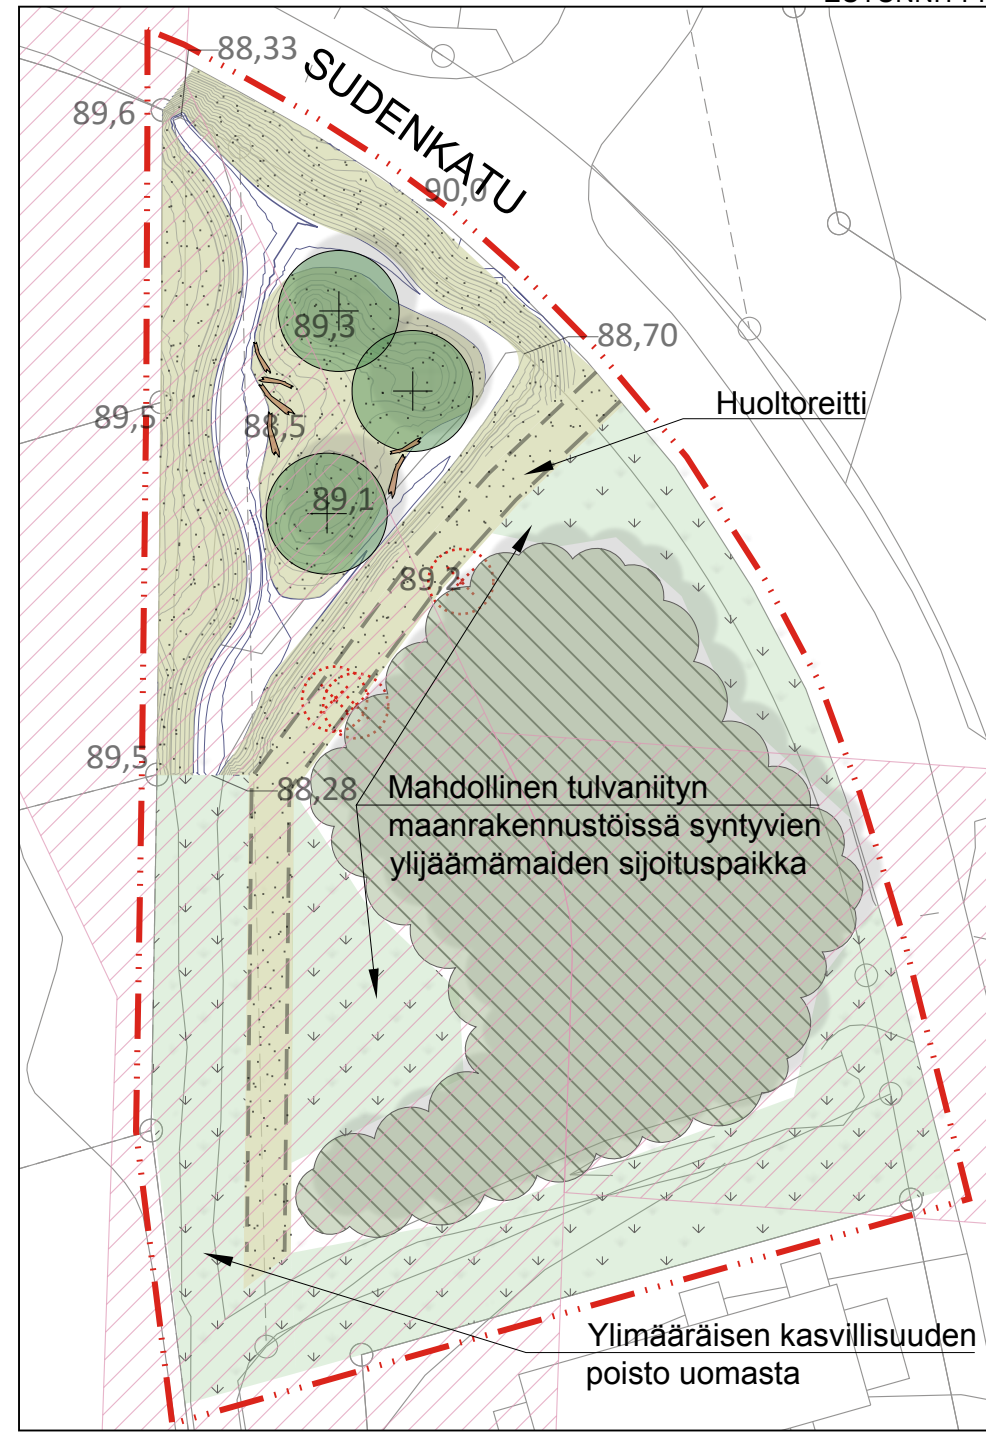 88,33
SUDENKATU
89,6
90,0
89,3
88,70
Huoltoreitti
89,5
88,5
89,1
89,2
89,5
88,28
Mahdollinen tulvaniityn
maanrakennustöissä syntyvien
ylijäämämaiden sijoituspaikka
Ylimääräisen kasvillisuuden
poisto uomasta